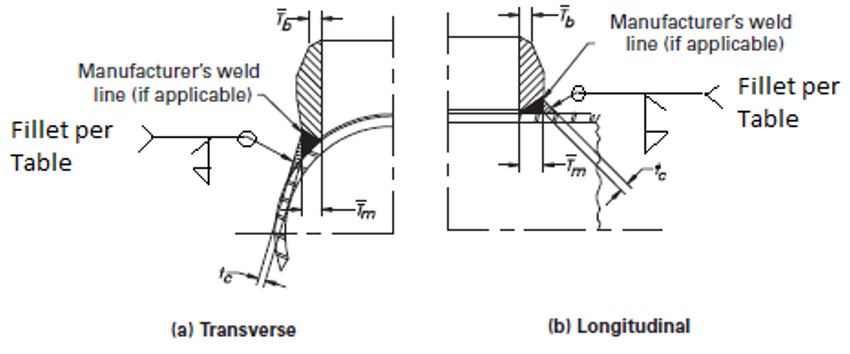 T̅b
Manufacturer's weld
line (if applicable)
Fillet per
Table
T̅m
tc
(a) Transverse
T̅b
Manufacturer's weld
line (if applicable)
Fillet per
Table
T̅m
tc
(b) Longitudinal